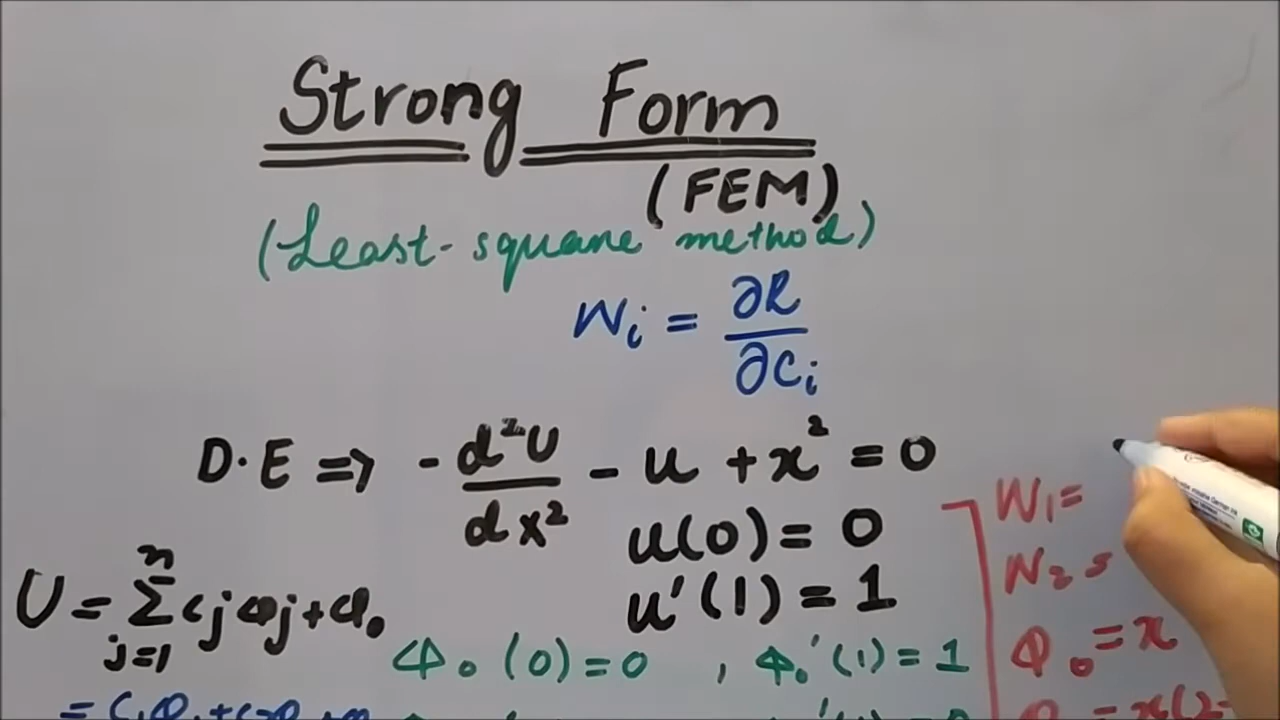 Strong Form
(FEM)
(Least-square method)
Wi = ∂R/∂Ci
D.E ⇒ - d²U/dx² - u + x² = 0
u(0) = 0
u'(1) = 1
W1 =
W2 =
U = Σ j=1 n cjφj + φ0
φ0(0) = 0 , φ0'(1) = 1
φ0 = x